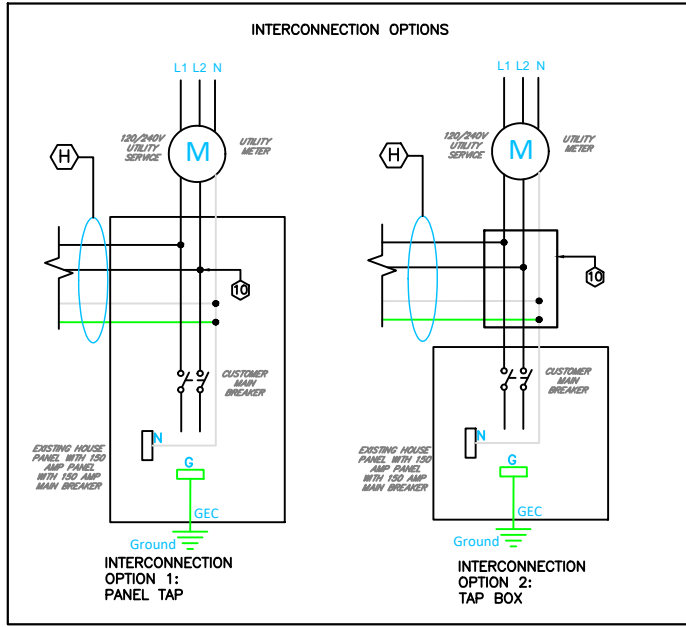 INTERCONNECTION OPTIONS
L1 L2 N
120/240V
UTILITY
SERVICE
M
UTILITY
METER
H
10
CUSTOMER
MAIN
BREAKER
N
EXISTING HOUSE
PANEL WITH 150
AMP PANEL
WITH 150 AMP
MAIN BREAKER
G
GEC
Ground
INTERCONNECTION
OPTION 1:
PANEL TAP
L1 L2 N
120/240V
UTILITY
SERVICE
M
UTILITY
METER
H
10
CUSTOMER
MAIN
BREAKER
N
EXISTING HOUSE
PANEL WITH 150
AMP PANEL
WITH 150 AMP
MAIN BREAKER
G
GEC
Ground
INTERCONNECTION
OPTION 2:
TAP BOX